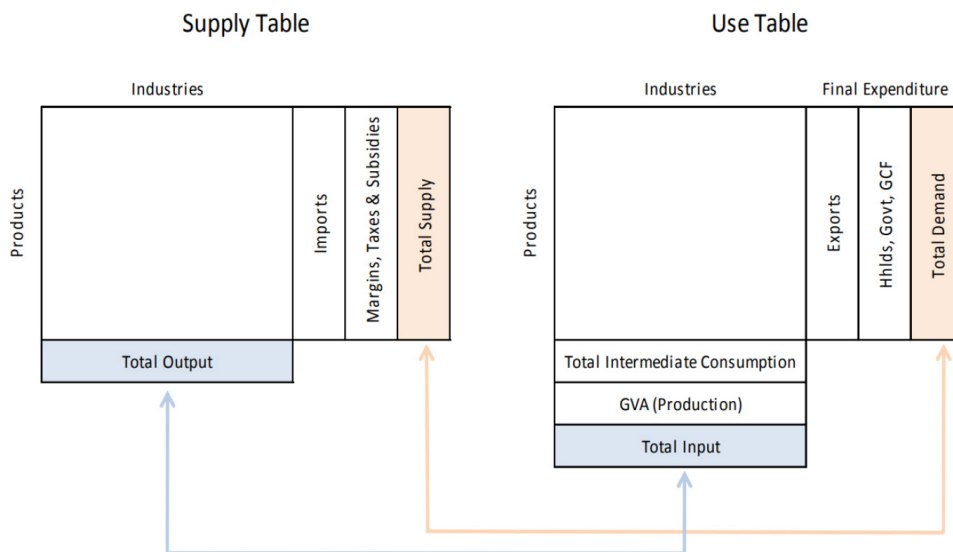 Supply Table
Use Table
Industries
Industries
Final Expenditure
Products
Imports
Margins, Taxes & Subsidies
Total Supply
Products
Exports
Hhlds, Govt, GCF
Total Demand
Total Output
Total Intermediate Consumption
GVA (Production)
Total Input